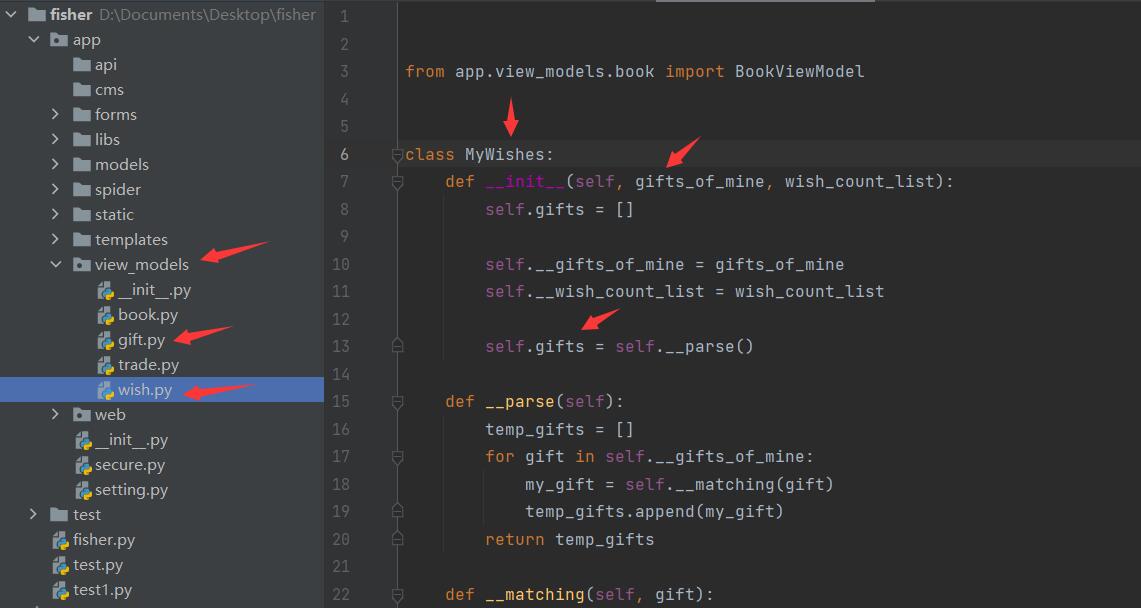 fisher D:\Documents\Desktop\fisher
app
api
cms
forms
libs
models
spider
static
templates
view_models
__init__.py
book.py
gift.py
trade.py
wish.py
web
__init__.py
secure.py
setting.py
test
fisher.py
test.py
test1.py
1
2
3 from app.view_models.book import BookViewModel
4
5
6 class MyWishes:
7 def __init__(self, gifts_of_mine, wish_count_list):
8 self.gifts = []
9
10 self.__gifts_of_mine = gifts_of_mine
11 self.__wish_count_list = wish_count_list
12
13 self.gifts = self.__parse()
14
15 def __parse(self):
16 temp_gifts = []
17 for gift in self.__gifts_of_mine:
18 my_gift = self.__matching(gift)
19 temp_gifts.append(my_gift)
20 return temp_gifts
21
22 def __matching(self, gift):